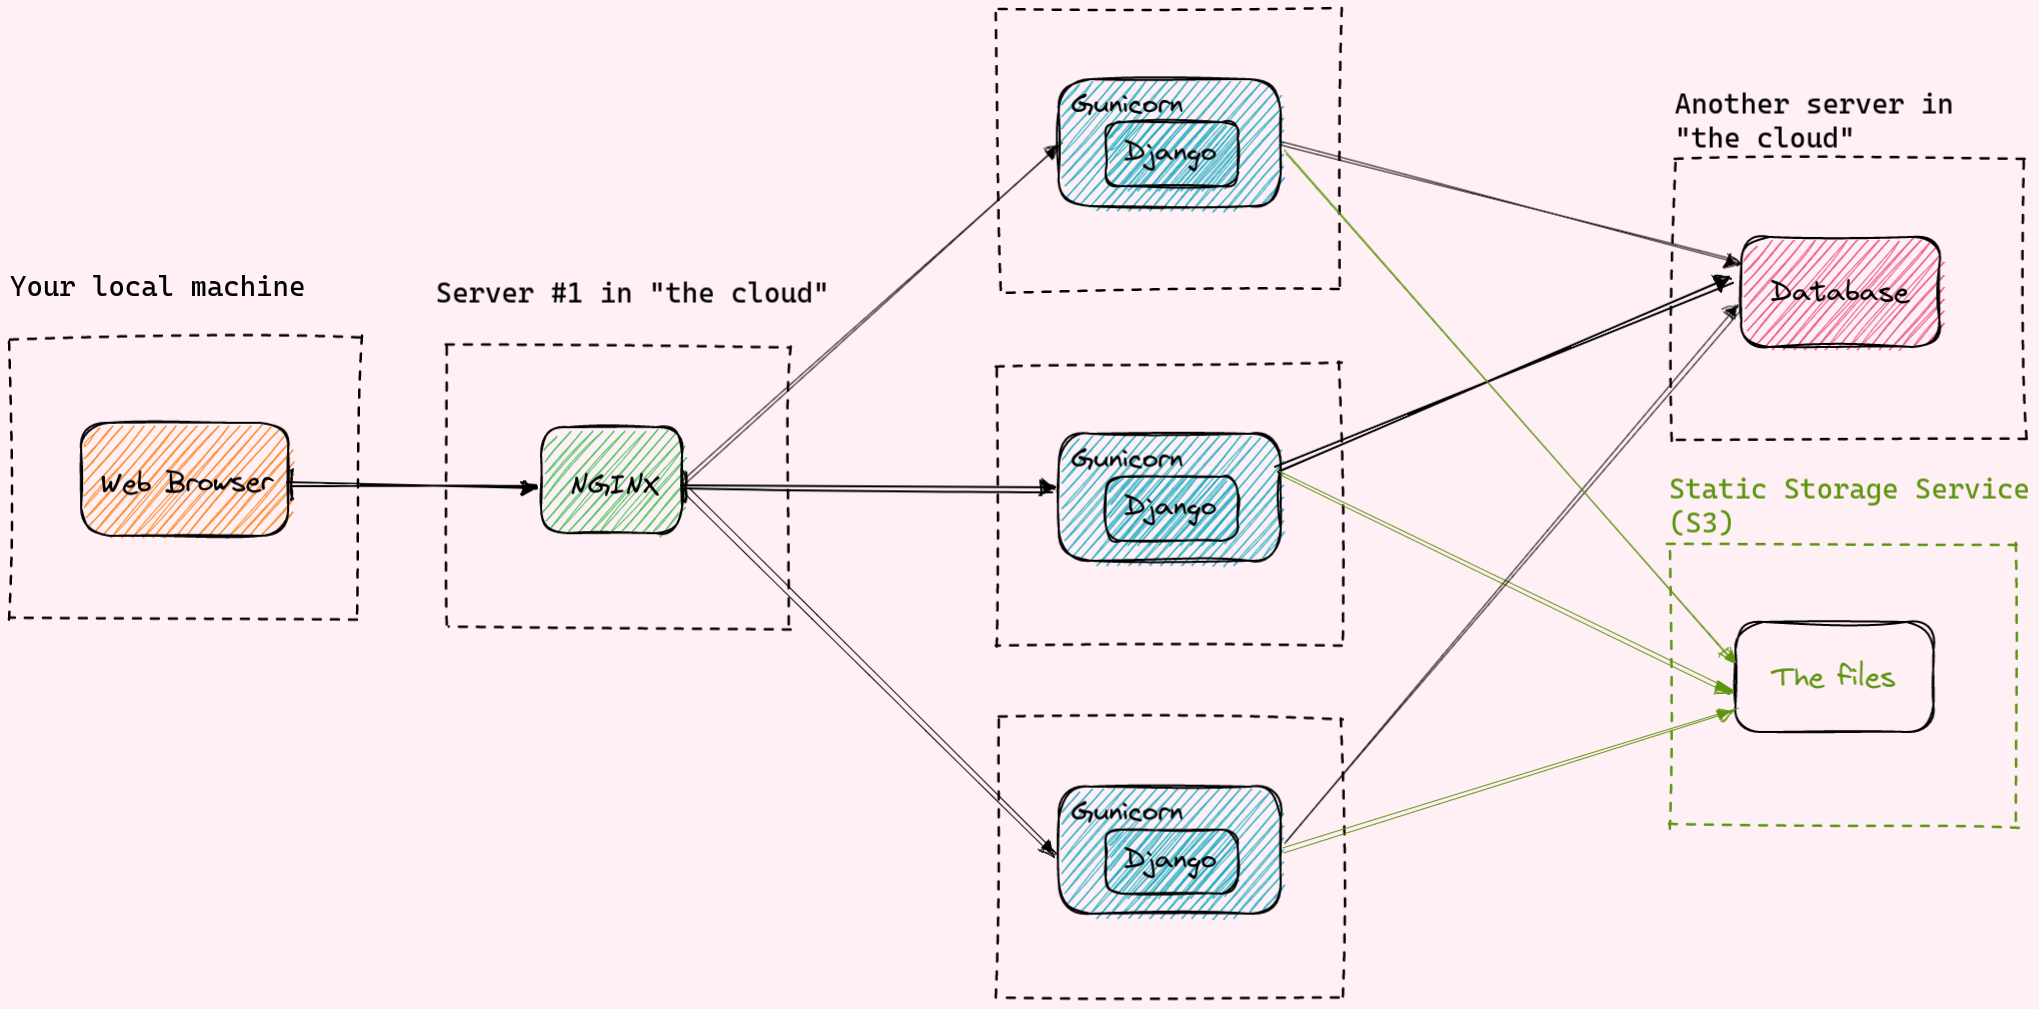 Your local machine
Web Browser
Server #1 in "the cloud"
NGINX
Gunicorn
Django
Gunicorn
Django
Gunicorn
Django
Another server in
"the cloud"
Database
Static Storage Service
(S3)
The files